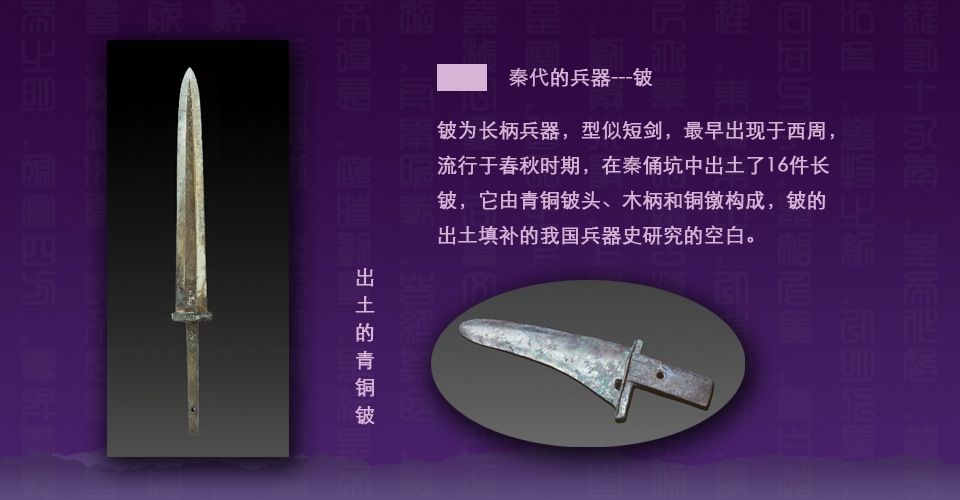 秦代的兵器---铍
铍为长柄兵器，型似短剑，最早出现于西周，
流行于春秋时期，在秦俑坑中出土了16件长
铍，它由青铜铍头、木柄和铜镦构成，铍的
出土填补的我国兵器史研究的空白。
出土的青铜铍